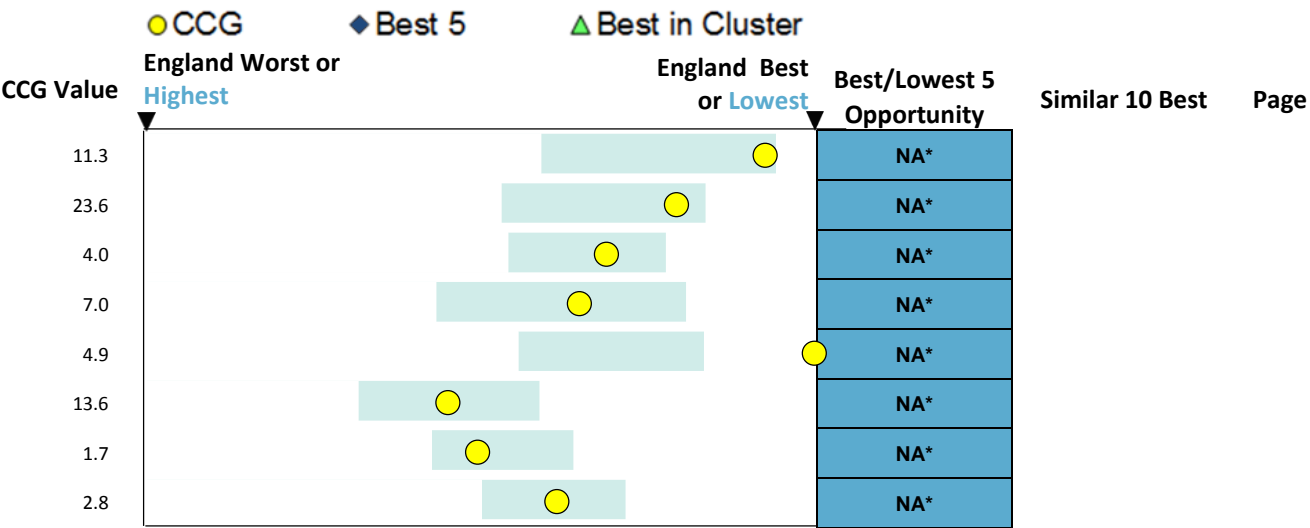 CCG Best 5 Best in Cluster
CCG Value England Worst or Highest England Best or Lowest Best/Lowest 5 Opportunity Similar 10 Best Page
11.3 NA*
23.6 NA*
4.0 NA*
7.0 NA*
4.9 NA*
13.6 NA*
1.7 NA*
2.8 NA*